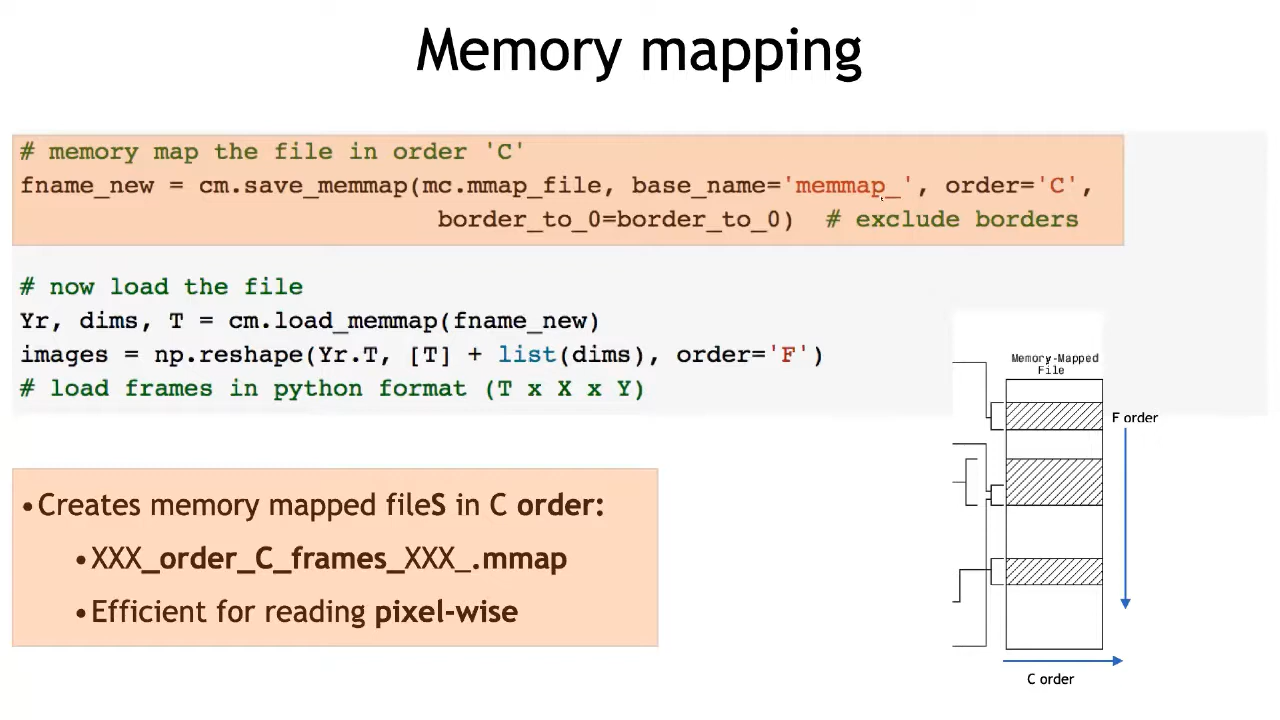 Memory mapping
# memory map the file in order 'C'
fname_new = cm.save_memmap(mc.mmap_file, base_name='memmap_', order='C',
border_to_0=border_to_0)  # exclude borders
# now load the file
Yr, dims, T = cm.load_memmap(fname_new)
images = np.reshape(Yr.T, [T] + list(dims), order='F')
# load frames in python format (T x X x Y)
Memory-Mapped
File
F order
C order
•Creates memory mapped fileS in C order:
•XXX_order_C_frames_XXX_.mmap
•Efficient for reading pixel-wise